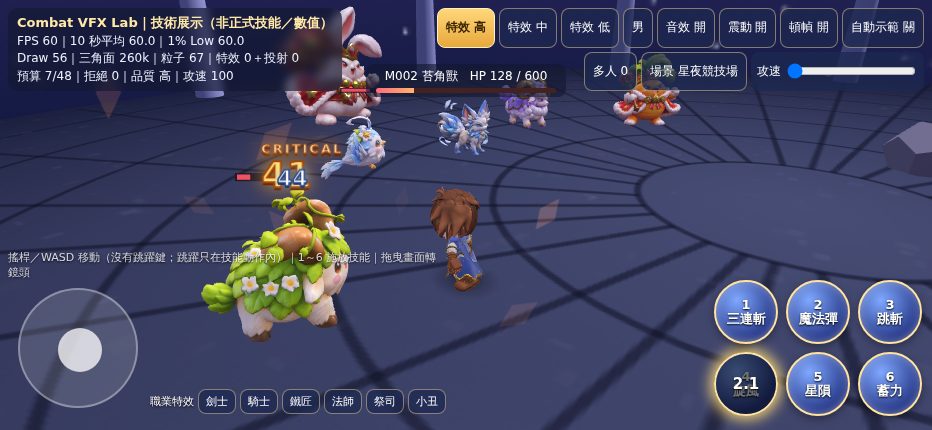 Combat VFX Lab｜技術展示（非正式技能／數值）
FPS 60｜10 秒平均 60.0｜1% Low 60.0
Draw 56｜三角面 260k｜粒子 67｜特效 0＋投射 0
預算 7/48｜拒絕 0｜品質 高｜攻速 100
特效 高
特效 中
特效 低
男
音效 開
震動 開
頓幀 開
自動示範 關
多人 0
場景 星夜競技場
攻速
M002 苔角獸 HP 128 / 600
CRITICAL
41
44
搖桿／WASD 移動（沒有跳躍鍵；跳躍只在技能動作內）｜1～6 施放技能｜拖曳畫面轉
鏡頭
1
三連斬
2
魔法彈
3
跳斬
4
旋風
2.1
5
星隕
6
蓄力
職業特效
劍士
騎士
鐵匠
法師
祭司
小丑